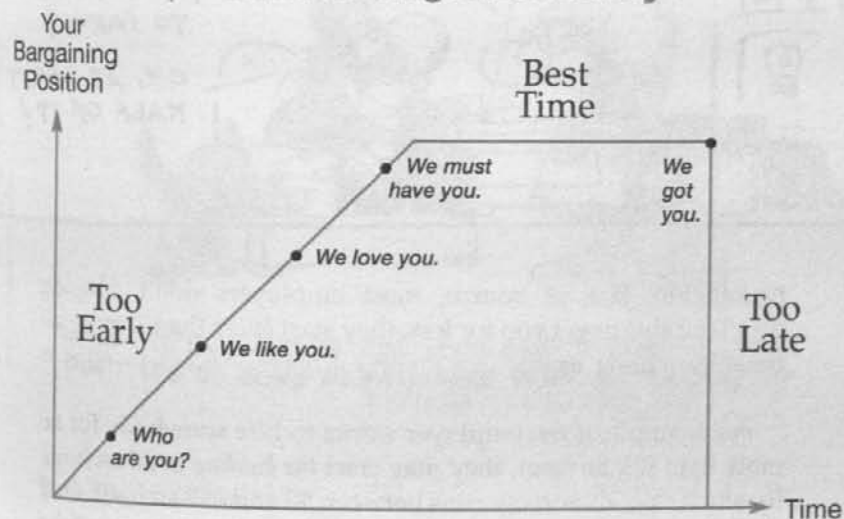 Your
Bargaining
Position
Best
Time
We must
have you.
We
got
you.
We love you.
Too
Early
We like you.
Too
Late
Who
are you?
Time